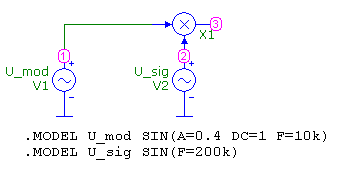 3
X1
1
2
U_mod
U_sig
V1
V2
.MODEL U_mod SIN(A=0.4 DC=1 F=10k)
.MODEL U_sig SIN(F=200k)